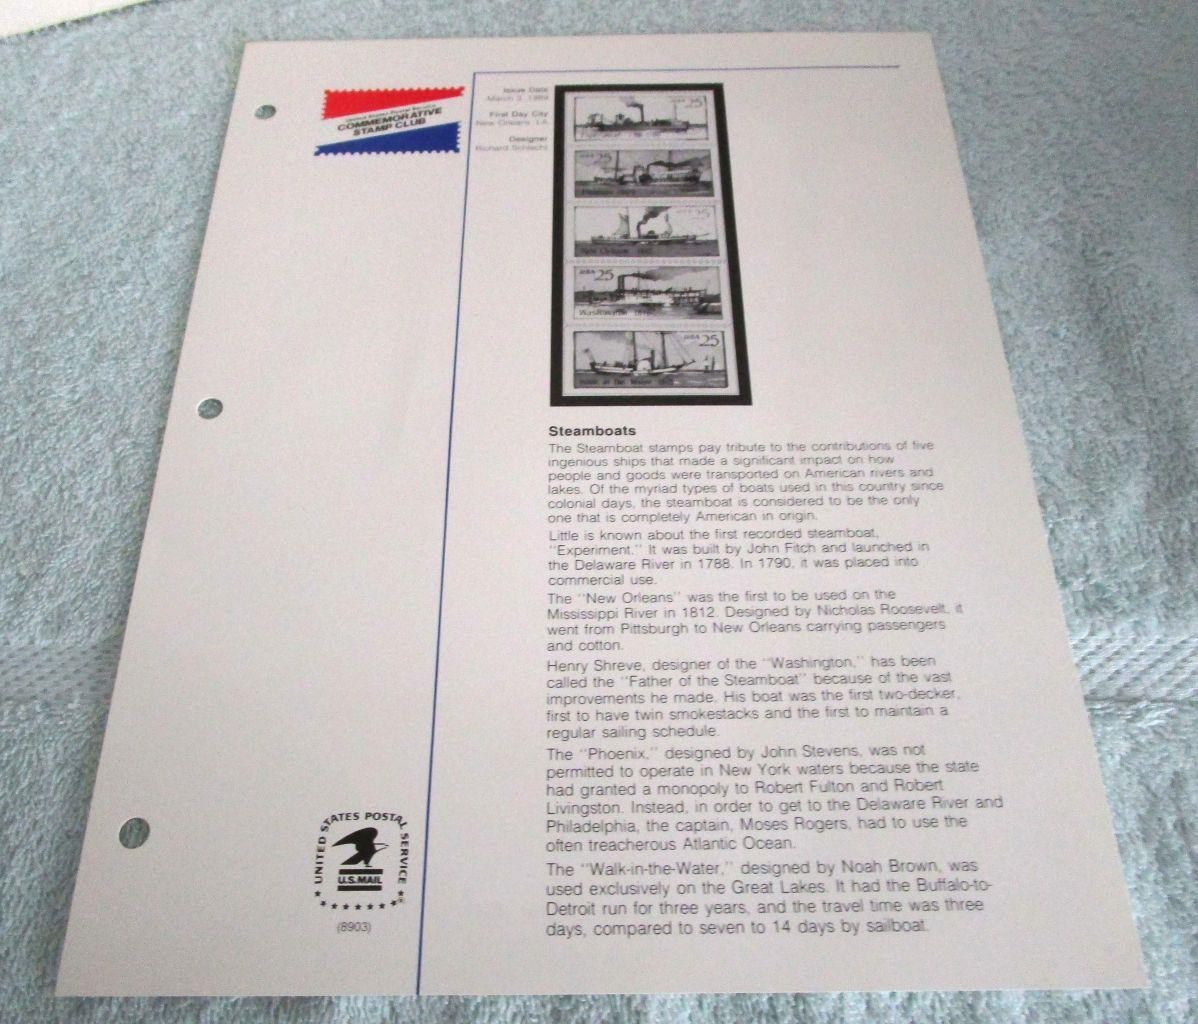 United States Postal Service
COMMEMORATIVE
STAMP CLUB
Issue Date
March 3, 1989
First Day City
New Orleans, LA
Designer
Richard Schlecht
USA 25
25
USA 25
USA 25
Washington
USA 25
Walk in the Water
Steamboats
The Steamboat stamps pay tribute to the contributions of five
ingenious ships that made a significant impact on how
people and goods were transported on American rivers and
lakes. Of the myriad types of boats used in this country since
colonial days, the steamboat is considered to be the only
one that is completely American in origin.
Little is known about the first recorded steamboat,
"Experiment." It was built by John Fitch and launched in
the Delaware River in 1788. In 1790, it was placed into
commercial use.
The "New Orleans" was the first to be used on the
Mississippi River in 1812. Designed by Nicholas Roosevelt, it
went from Pittsburgh to New Orleans carrying passengers
and cotton.
Henry Shreve, designer of the "Washington," has been
called the "Father of the Steamboat" because of the vast
improvements he made. His boat was the first two-decker,
first to have twin smokestacks and the first to maintain a
regular sailing schedule.
The "Phoenix," designed by John Stevens, was not
permitted to operate in New York waters because the state
had granted a monopoly to Robert Fulton and Robert
Livingston. Instead, in order to get to the Delaware River and
Philadelphia, the captain, Moses Rogers, had to use the
often treacherous Atlantic Ocean.
The "Walk-in-the-Water," designed by Noah Brown, was
used exclusively on the Great Lakes. It had the Buffalo-to-
Detroit run for three years, and the travel time was three
days, compared to seven to 14 days by sailboat.
UNITED STATES POSTAL SERVICE
U.S. MAIL
(8903)